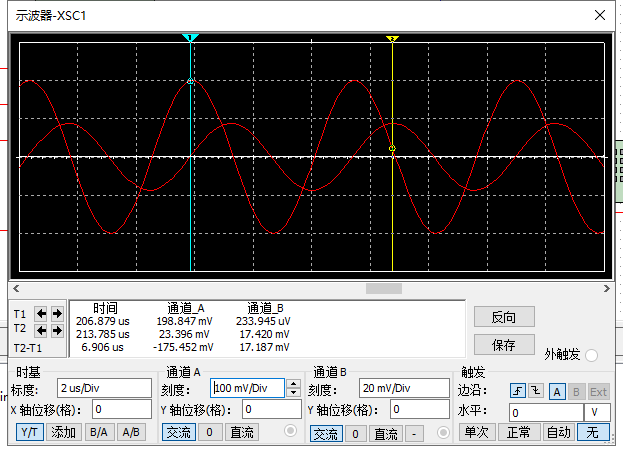 示波器-XSC1
1
T1
T2
T2-T1
时间 通道_A 通道_B
206.879 us 198.847 mV 233.945 uV
213.785 us 23.396 mV 17.420 mV
6.906 us -175.452 mV 17.187 mV
反向
保存
外触发
时基 通道 A 通道 B 触发
标度: 2 us/Div 刻度: 100 mV/Div 刻度: 20 mV/Div 边沿: A B Ext
X 轴位移(格): 0 Y 轴位移(格): 0 Y 轴位移(格): 0 水平: 0 V
Y/T 添加 B/A A/B 交流 0 直流 交流 0 直流 - 单次 正常 自动 无